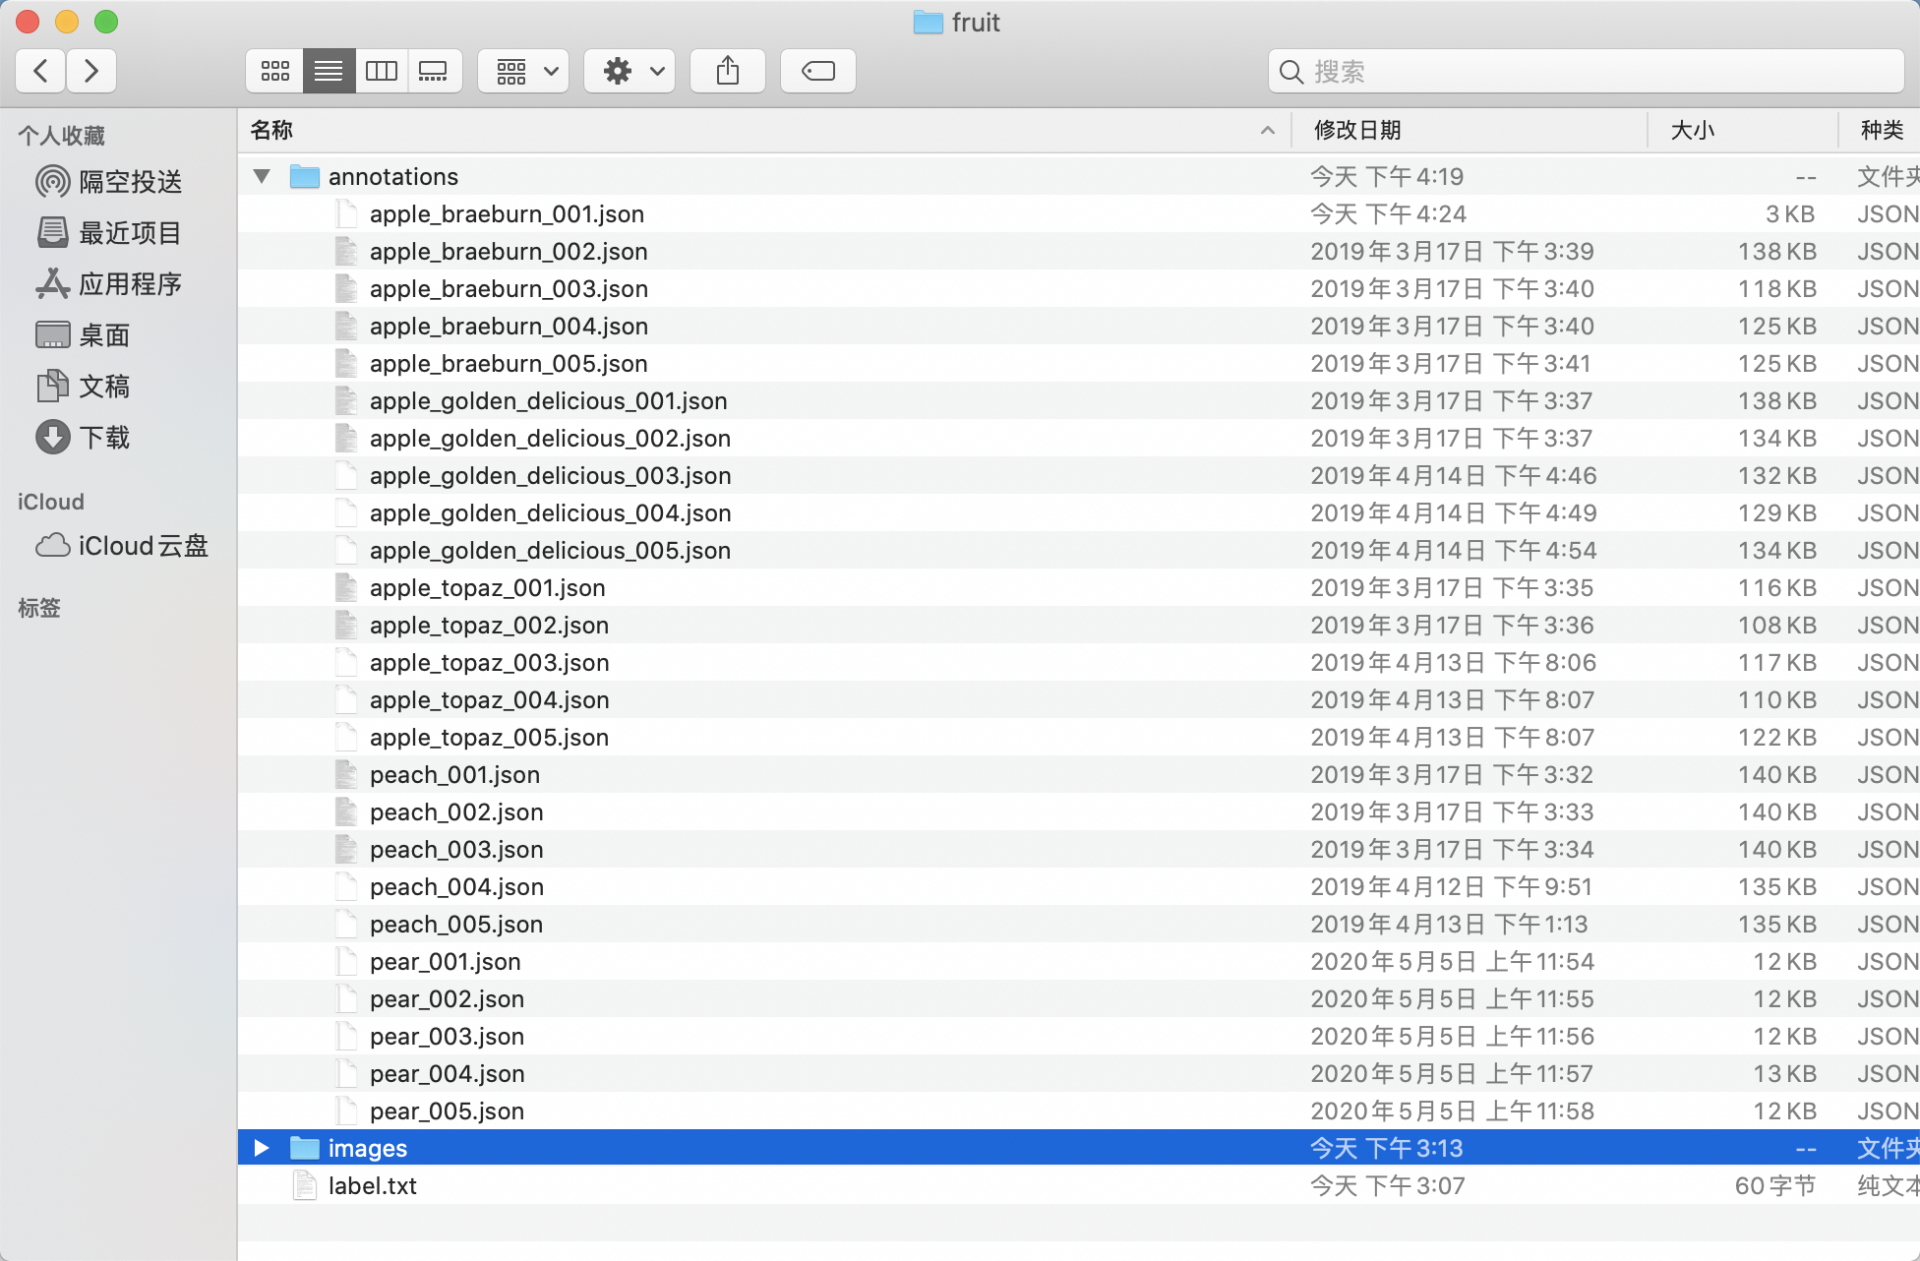 fruit
搜索
个人收藏
隔空投送
最近项目
应用程序
桌面
文稿
下载
iCloud
iCloud云盘
标签
名称 修改日期 大小 种类
annotations 今天 下午4:19 -- 文件夹
apple_braeburn_001.json 今天 下午4:24 3 KB JSON
apple_braeburn_002.json 2019年3月17日 下午3:39 138 KB JSON
apple_braeburn_003.json 2019年3月17日 下午3:40 118 KB JSON
apple_braeburn_004.json 2019年3月17日 下午3:40 125 KB JSON
apple_braeburn_005.json 2019年3月17日 下午3:41 125 KB JSON
apple_golden_delicious_001.json 2019年3月17日 下午3:37 138 KB JSON
apple_golden_delicious_002.json 2019年3月17日 下午3:37 134 KB JSON
apple_golden_delicious_003.json 2019年4月14日 下午4:46 132 KB JSON
apple_golden_delicious_004.json 2019年4月14日 下午4:49 129 KB JSON
apple_golden_delicious_005.json 2019年4月14日 下午4:54 134 KB JSON
apple_topaz_001.json 2019年3月17日 下午3:35 116 KB JSON
apple_topaz_002.json 2019年3月17日 下午3:36 108 KB JSON
apple_topaz_003.json 2019年4月13日 下午8:06 117 KB JSON
apple_topaz_004.json 2019年4月13日 下午8:07 110 KB JSON
apple_topaz_005.json 2019年4月13日 下午8:07 122 KB JSON
peach_001.json 2019年3月17日 下午3:32 140 KB JSON
peach_002.json 2019年3月17日 下午3:33 140 KB JSON
peach_003.json 2019年3月17日 下午3:34 140 KB JSON
peach_004.json 2019年4月12日 下午9:51 135 KB JSON
peach_005.json 2019年4月13日 下午1:13 135 KB JSON
pear_001.json 2020年5月5日 上午11:54 12 KB JSON
pear_002.json 2020年5月5日 上午11:55 12 KB JSON
pear_003.json 2020年5月5日 上午11:56 12 KB JSON
pear_004.json 2020年5月5日 上午11:57 13 KB JSON
pear_005.json 2020年5月5日 上午11:58 12 KB JSON
images 今天 下午3:13 -- 文件夹
label.txt 今天 下午3:07 60 字节 纯文本